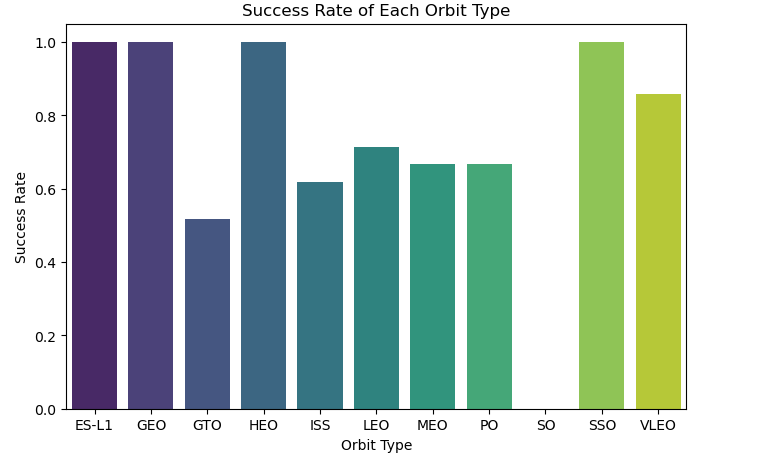 Success Rate of Each Orbit Type
1.0
0.8
0.6
0.4
0.2
0.0
Success Rate
ES-L1 GEO GTO HEO ISS LEO MEO PO SO SSO VLEO
Orbit Type